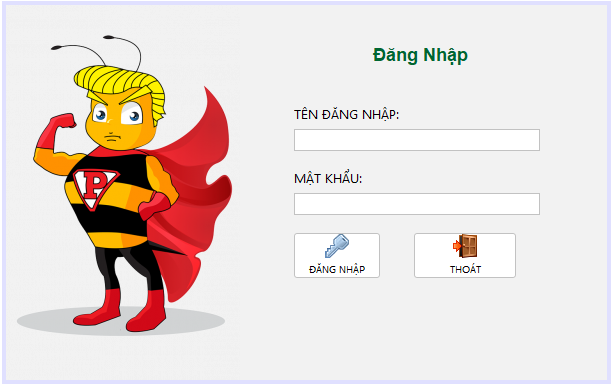 Đăng Nhập
TÊN ĐĂNG NHẬP:
MẬT KHẨU:
ĐĂNG NHẬP
THOÁT
P